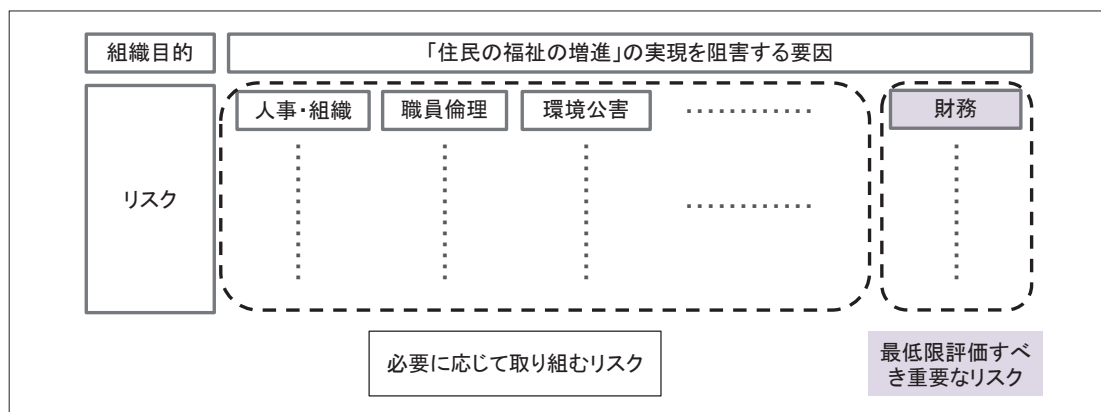 組織目的
「住民の福祉の増進」の実現を阻害する要因
リスク
人事・組織
職員倫理
環境公害
…………
財務
…………
必要に応じて取り組むリスク
最低限評価すべ
き重要なリスク